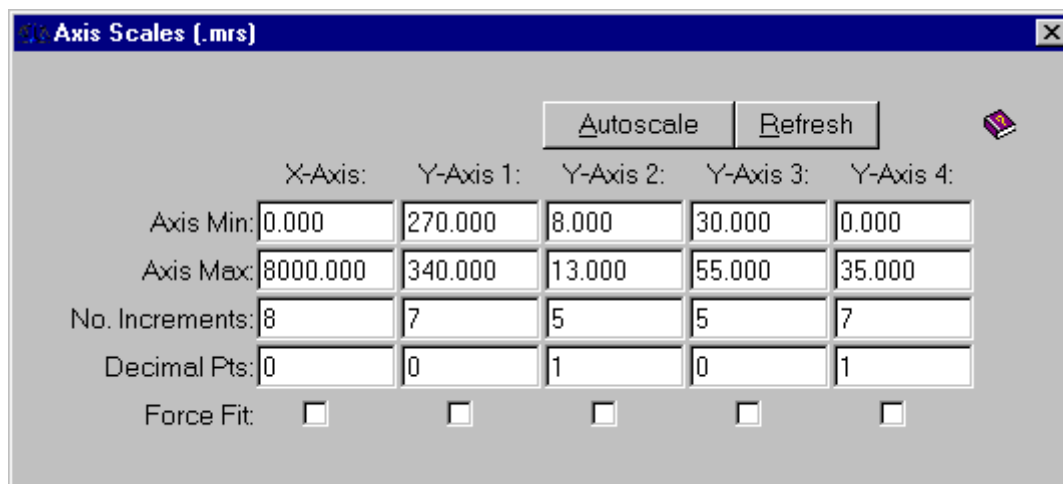 Axis Scales (.mrs)
Autoscale Refresh
X-Axis: Y-Axis 1: Y-Axis 2: Y-Axis 3: Y-Axis 4:
Axis Min: 0.000 270.000 8.000 30.000 0.000
Axis Max: 8000.000 340.000 13.000 55.000 35.000
No. Increments: 8 7 5 5 7
Decimal Pts: 0 0 1 0 1
Force Fit: